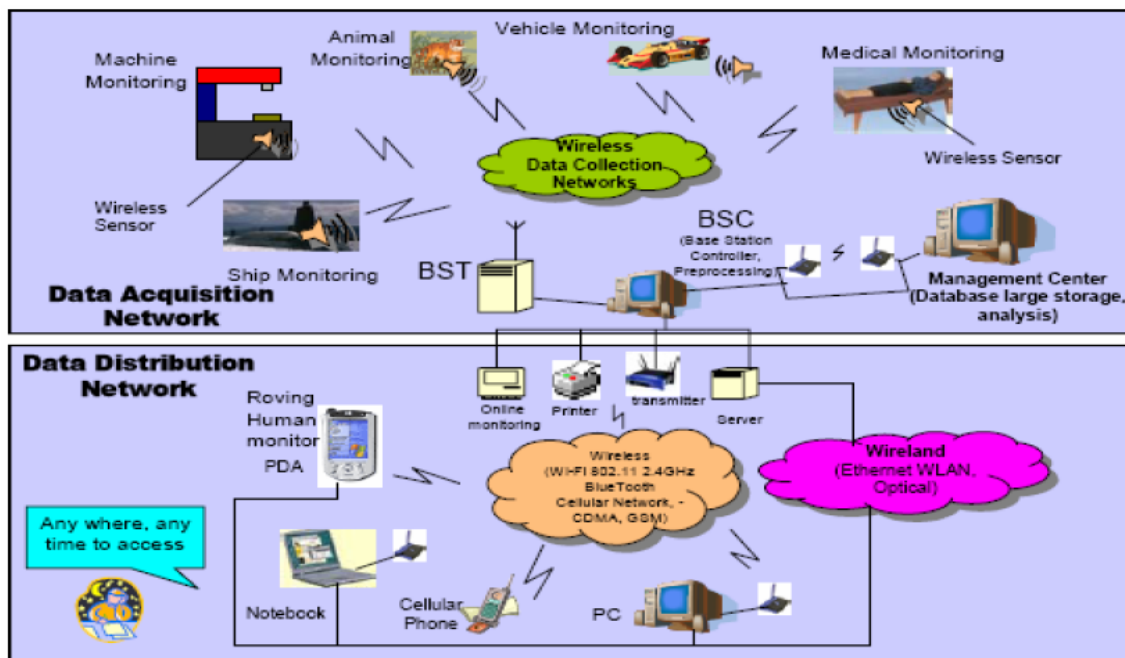 Machine
Monitoring
Animal
Monitoring
Vehicle Monitoring
Medical Monitoring
Wireless
Data Collection
Networks
Wireless Sensor
Wireless
Sensor
Ship Monitoring
BST
BSC
(Base Station
Controller,
Preprocessing)
Management Center
(Database large storage,
analysis)
Data Acquisition
Network
Data Distribution
Network
Online
monitoring
Printer
transmitter
Server
Roving
Human
monitor
PDA
Wireless
(WI-FI 802.11 2.4GHz
BlueTooth
Cellular Network, -
CDMA, GSM)
Wireland
(Ethernet WLAN,
Optical)
Any where, any
time to access
Notebook
Cellular
Phone
PC